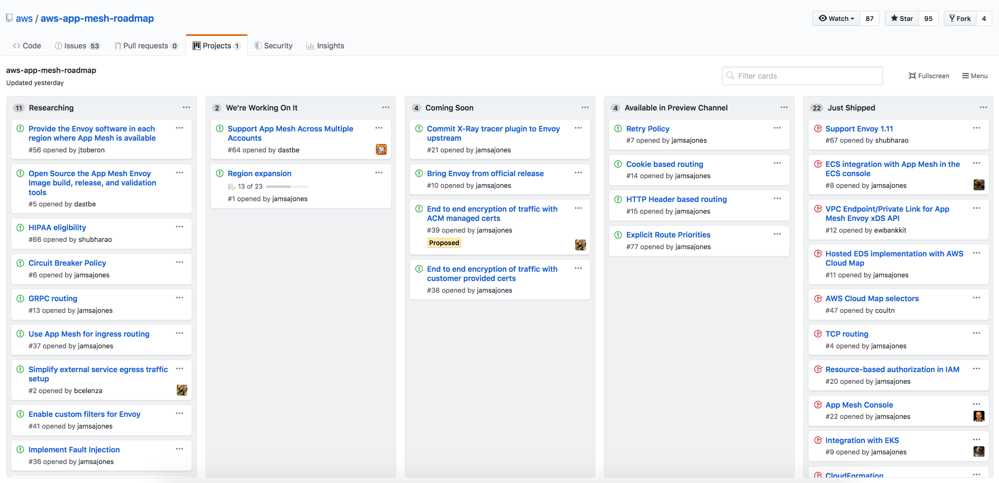 aws / aws-app-mesh-roadmap
Watch 87
Star 95
Fork 4
Code
Issues 53
Pull requests 0
Projects 1
Security
Insights
aws-app-mesh-roadmap
Updated yesterday
Filter cards
Fullscreen
Menu
11 Researching
Provide the Envoy software in each
region where App Mesh is available
#56 opened by jtoberon
Open Source the App Mesh Envoy
Image build, release, and validation
tools
#5 opened by dastbe
HIPAA eligibility
#66 opened by shubharao
Circuit Breaker Policy
#6 opened by jamsajones
GRPC routing
#13 opened by jamsajones
Use App Mesh for ingress routing
#37 opened by jamsajones
Simplify external service egress traffic
setup
#2 opened by bcelenza
Enable custom filters for Envoy
#41 opened by jamsajones
Implement Fault Injection
#36 opened by jamsajones
2 We're Working On It
Support App Mesh Across Multiple
Accounts
#64 opened by dastbe
Region expansion
13 of 23
#1 opened by jamsajones
4 Coming Soon
Commit X-Ray tracer plugin to Envoy
upstream
#21 opened by jamsajones
Bring Envoy from official release
#10 opened by jamsajones
End to end encryption of traffic with
ACM managed certs
#39 opened by jamsajones
Proposed
End to end encryption of traffic with
customer provided certs
#38 opened by jamsajones
4 Available in Preview Channel
Retry Policy
#7 opened by jamsajones
Cookie based routing
#14 opened by jamsajones
HTTP Header based routing
#15 opened by jamsajones
Explicit Route Priorities
#77 opened by jamsajones
22 Just Shipped
Support Envoy 1.11
#67 opened by shubharao
ECS integration with App Mesh in the
ECS console
#8 opened by jamsajones
VPC Endpoint/Private Link for App
Mesh Envoy xDS API
#12 opened by ewbankkit
Hosted EDS implementation with AWS
Cloud Map
#11 opened by jamsajones
AWS Cloud Map selectors
#47 opened by coultn
TCP routing
#4 opened by jamsajones
Resource-based authorization in IAM
#20 opened by jamsajones
App Mesh Console
#22 opened by jamsajones
Integration with EKS
#9 opened by jamsajones
CloudFormation